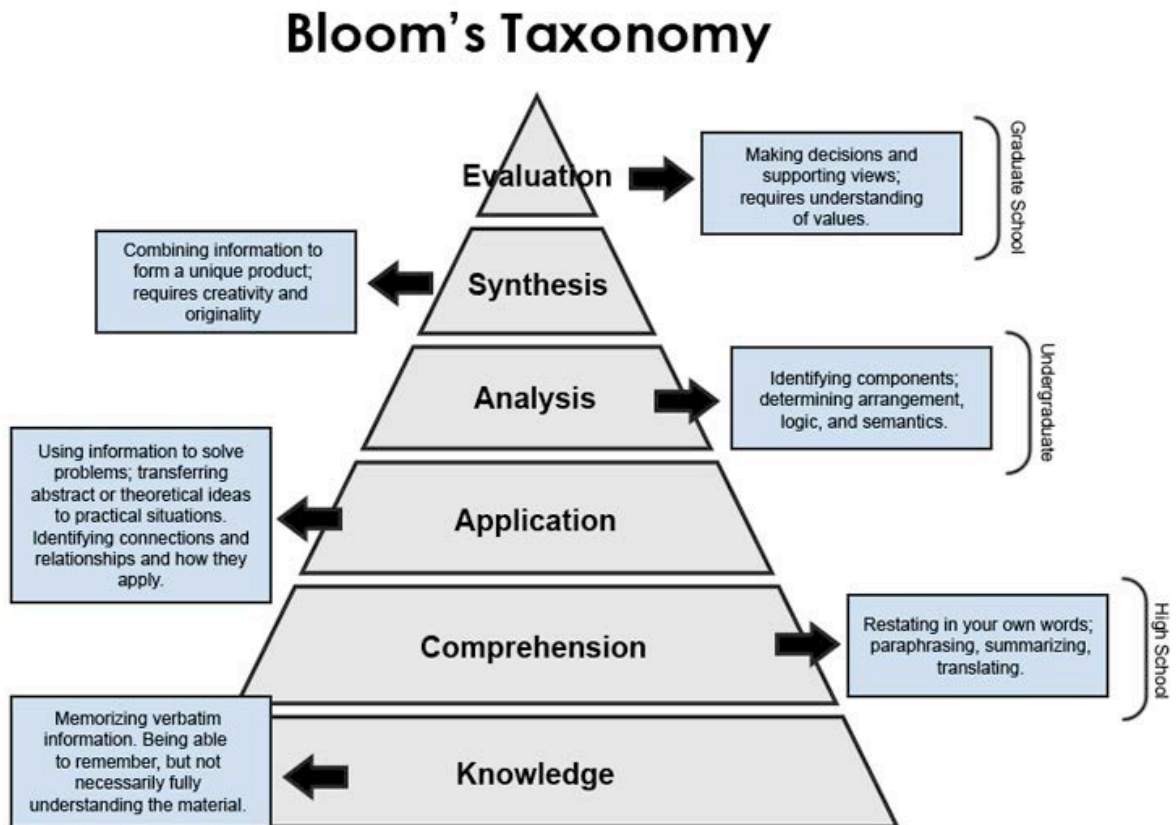 Bloom's Taxonomy
Evaluation
Making decisions and
supporting views;
requires understanding
of values.
Graduate School
Combining information to
form a unique product;
requires creativity and
originality
Synthesis
Analysis
Identifying components;
determining arrangement,
logic, and semantics.
Undergraduate
Using information to solve
problems; transferring
abstract or theoretical ideas
to practical situations.
Identifying connections and
relationships and how they
apply.
Application
Comprehension
Restating in your own words;
paraphrasing, summarizing,
translating.
High School
Memorizing verbatim
information. Being able
to remember, but not
necessarily fully
understanding the material.
Knowledge